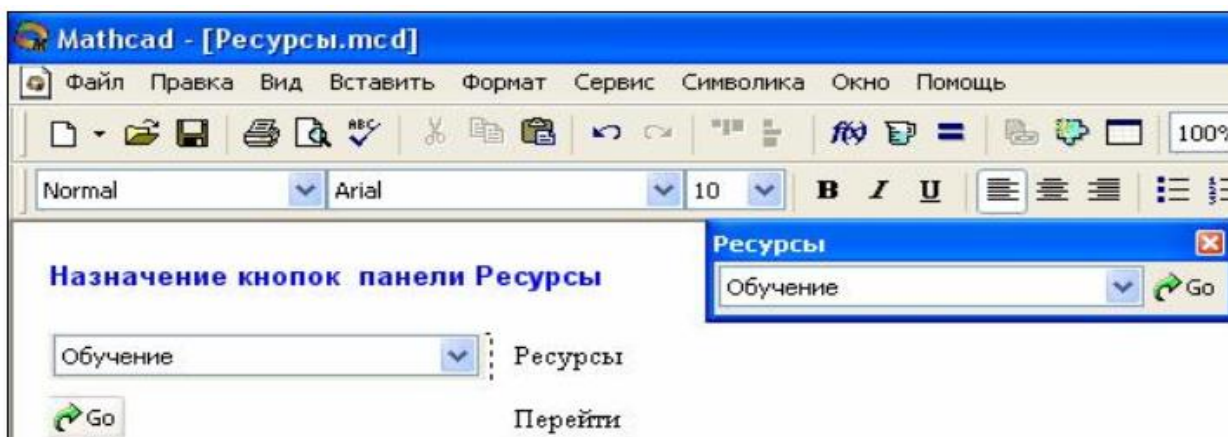 Mathcad - [Ресурсы.mcd]
Файл Правка Вид Вставить Формат Сервис Символика Окно Помощь
ABC f(x) 100%
Normal Arial 10 B I U
Ресурсы
Обучение Go
Назначение кнопок панели Ресурсы
Обучение Ресурсы
Go Перейти